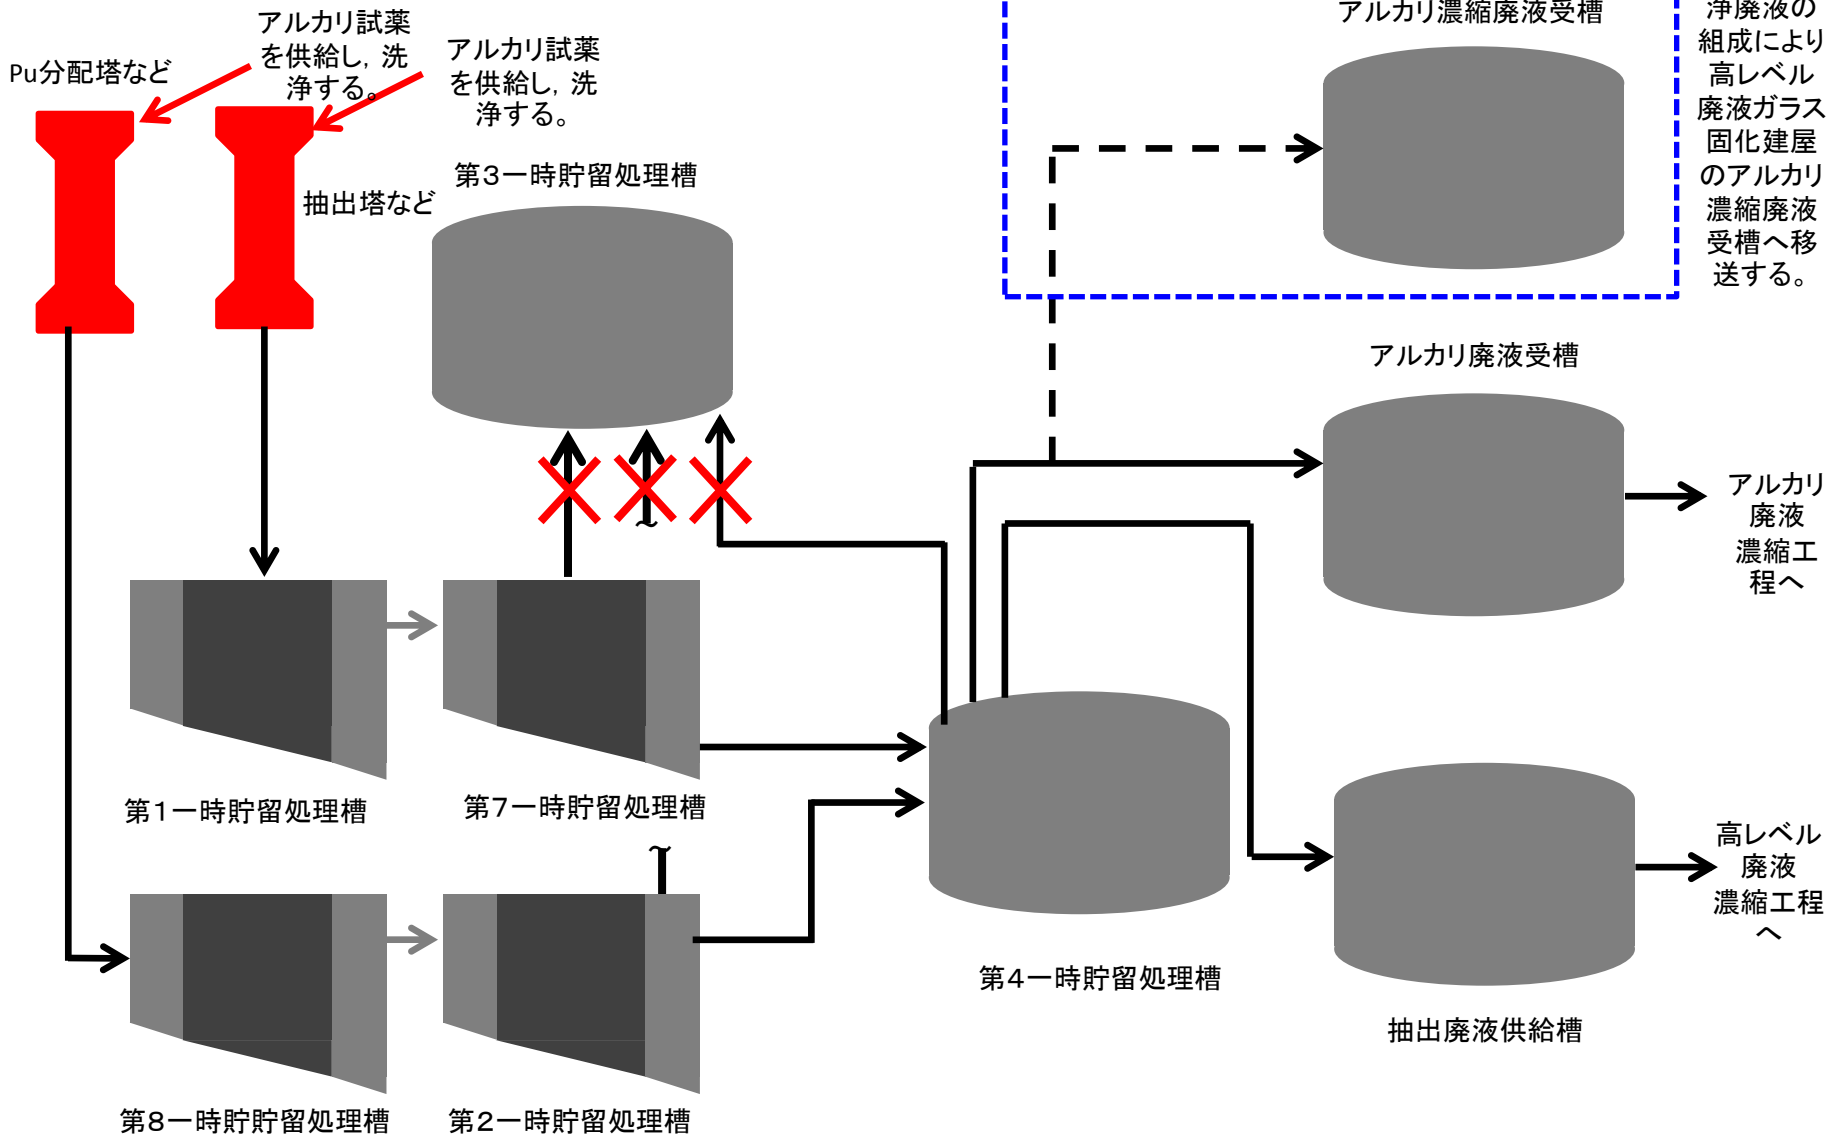 アルカリ試薬
を供給し, 洗
浄する。
Pu分配塔など
アルカリ試薬
を供給し, 洗
浄する。
抽出塔など
第3一時貯留処理槽
アルカリ濃縮廃液受槽
浄廃液の
組成により
高レベル
廃液ガラス
固化建屋
のアルカリ
濃縮廃液
受槽へ移
送する。
アルカリ廃液受槽
アルカリ
廃液
濃縮工
程へ
第1一時貯留処理槽
第7一時貯留処理槽
~
~
第4一時貯留処理槽
高レベル
廃液
濃縮工程
へ
抽出廃液供給槽
第8一時貯貯留処理槽
第2一時貯留処理槽